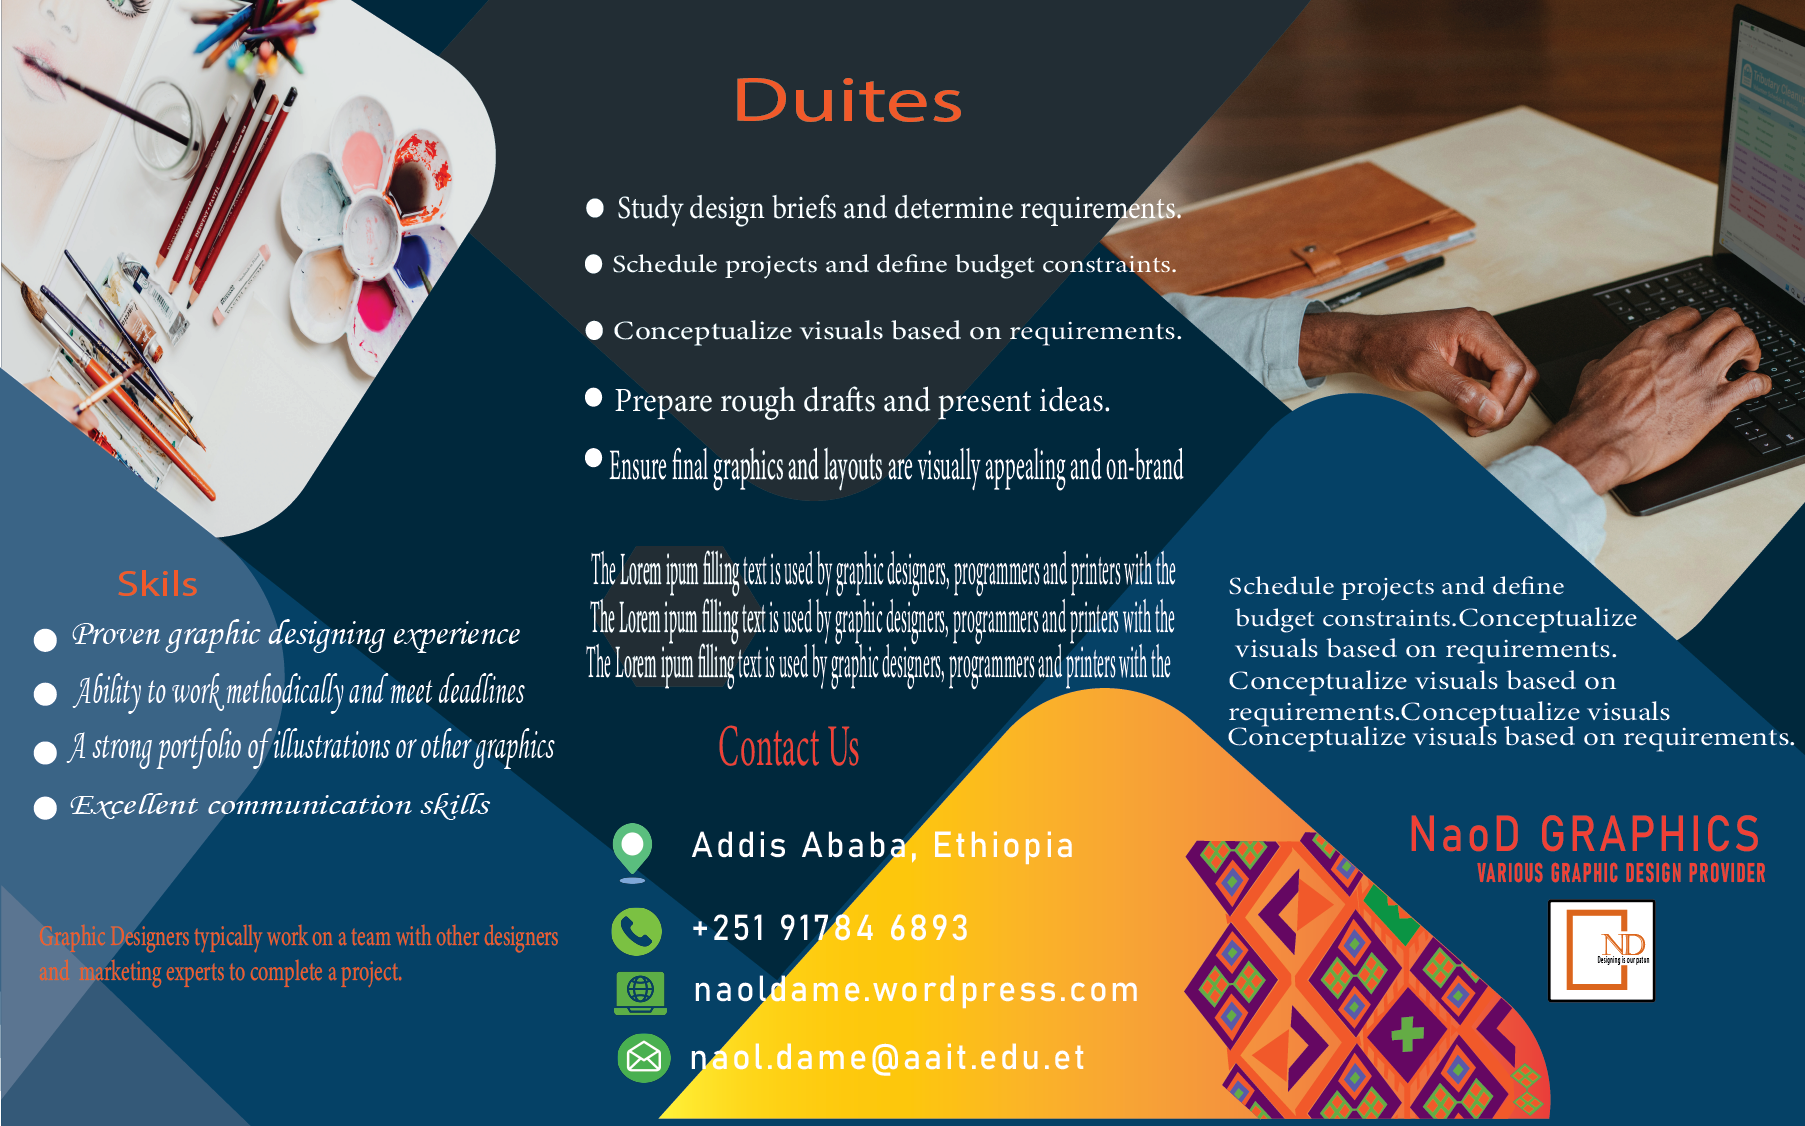 Duites
Study design briefs and determine requirements.
Schedule projects and define budget constraints.
Conceptualize visuals based on requirements.
Prepare rough drafts and present ideas.
Ensure final graphics and layouts are visually appealing and on-brand
The Lorem ipum filling text is used by graphic designers, programmers and printers with the
The Lorem ipum filling text is used by graphic designers, programmers and printers with the
The Lorem ipum filling text is used by graphic designers, programmers and printers with the
Skils
Proven graphic designing experience
Ability to work methodically and meet deadlines
A strong portfolio of illustrations or other graphics
Excellent communication skills
Graphic Designers typically work on a team with other designers
and marketing experts to complete a project.
Contact Us
Addis Ababa, Ethiopia
+251 91784 6893
naoldame.wordpress.com
naol.dame@aait.edu.et
Schedule projects and define
budget constraints.Conceptualize
visuals based on requirements.
Conceptualize visuals based on
requirements.Conceptualize visuals
Conceptualize visuals based on requirements.
NaoD GRAPHICS
VARIOUS GRAPHIC DESIGN PROVIDER
ND
Designing is our paton